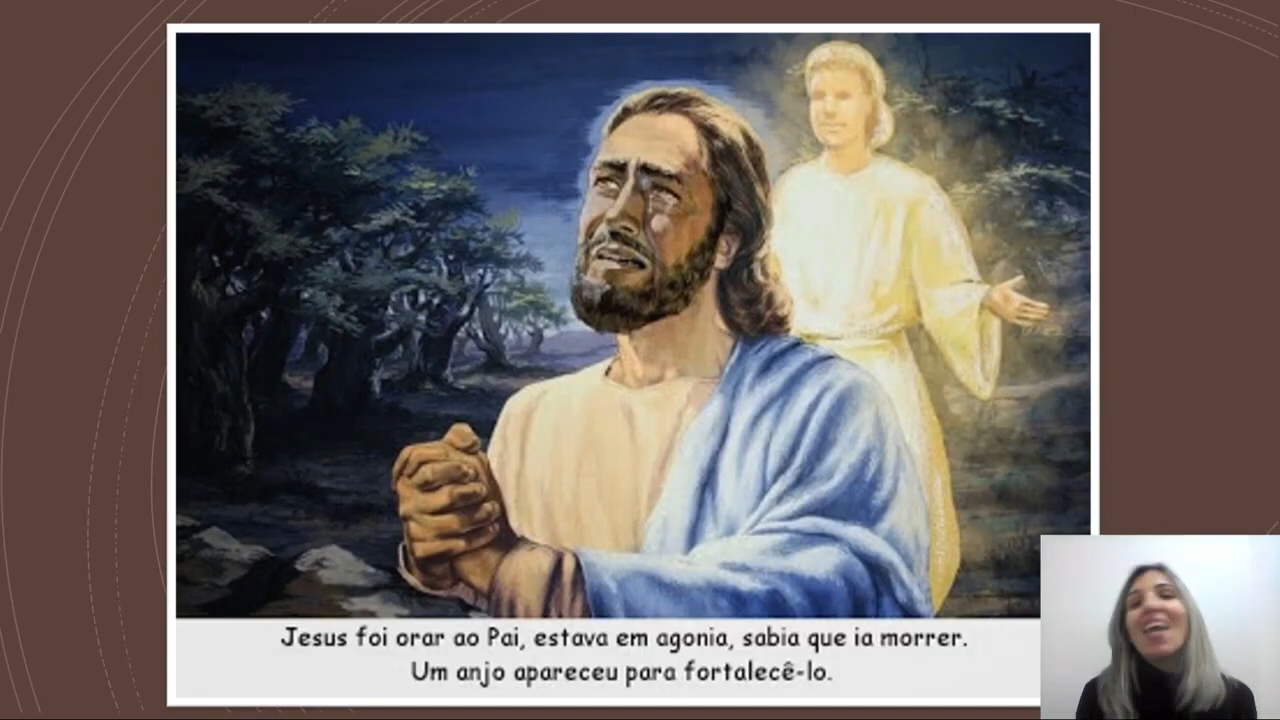 Jesus foi orar ao Pai, estava em agonia, sabia que ia morrer.
Um anjo apareceu para fortalecê-lo.